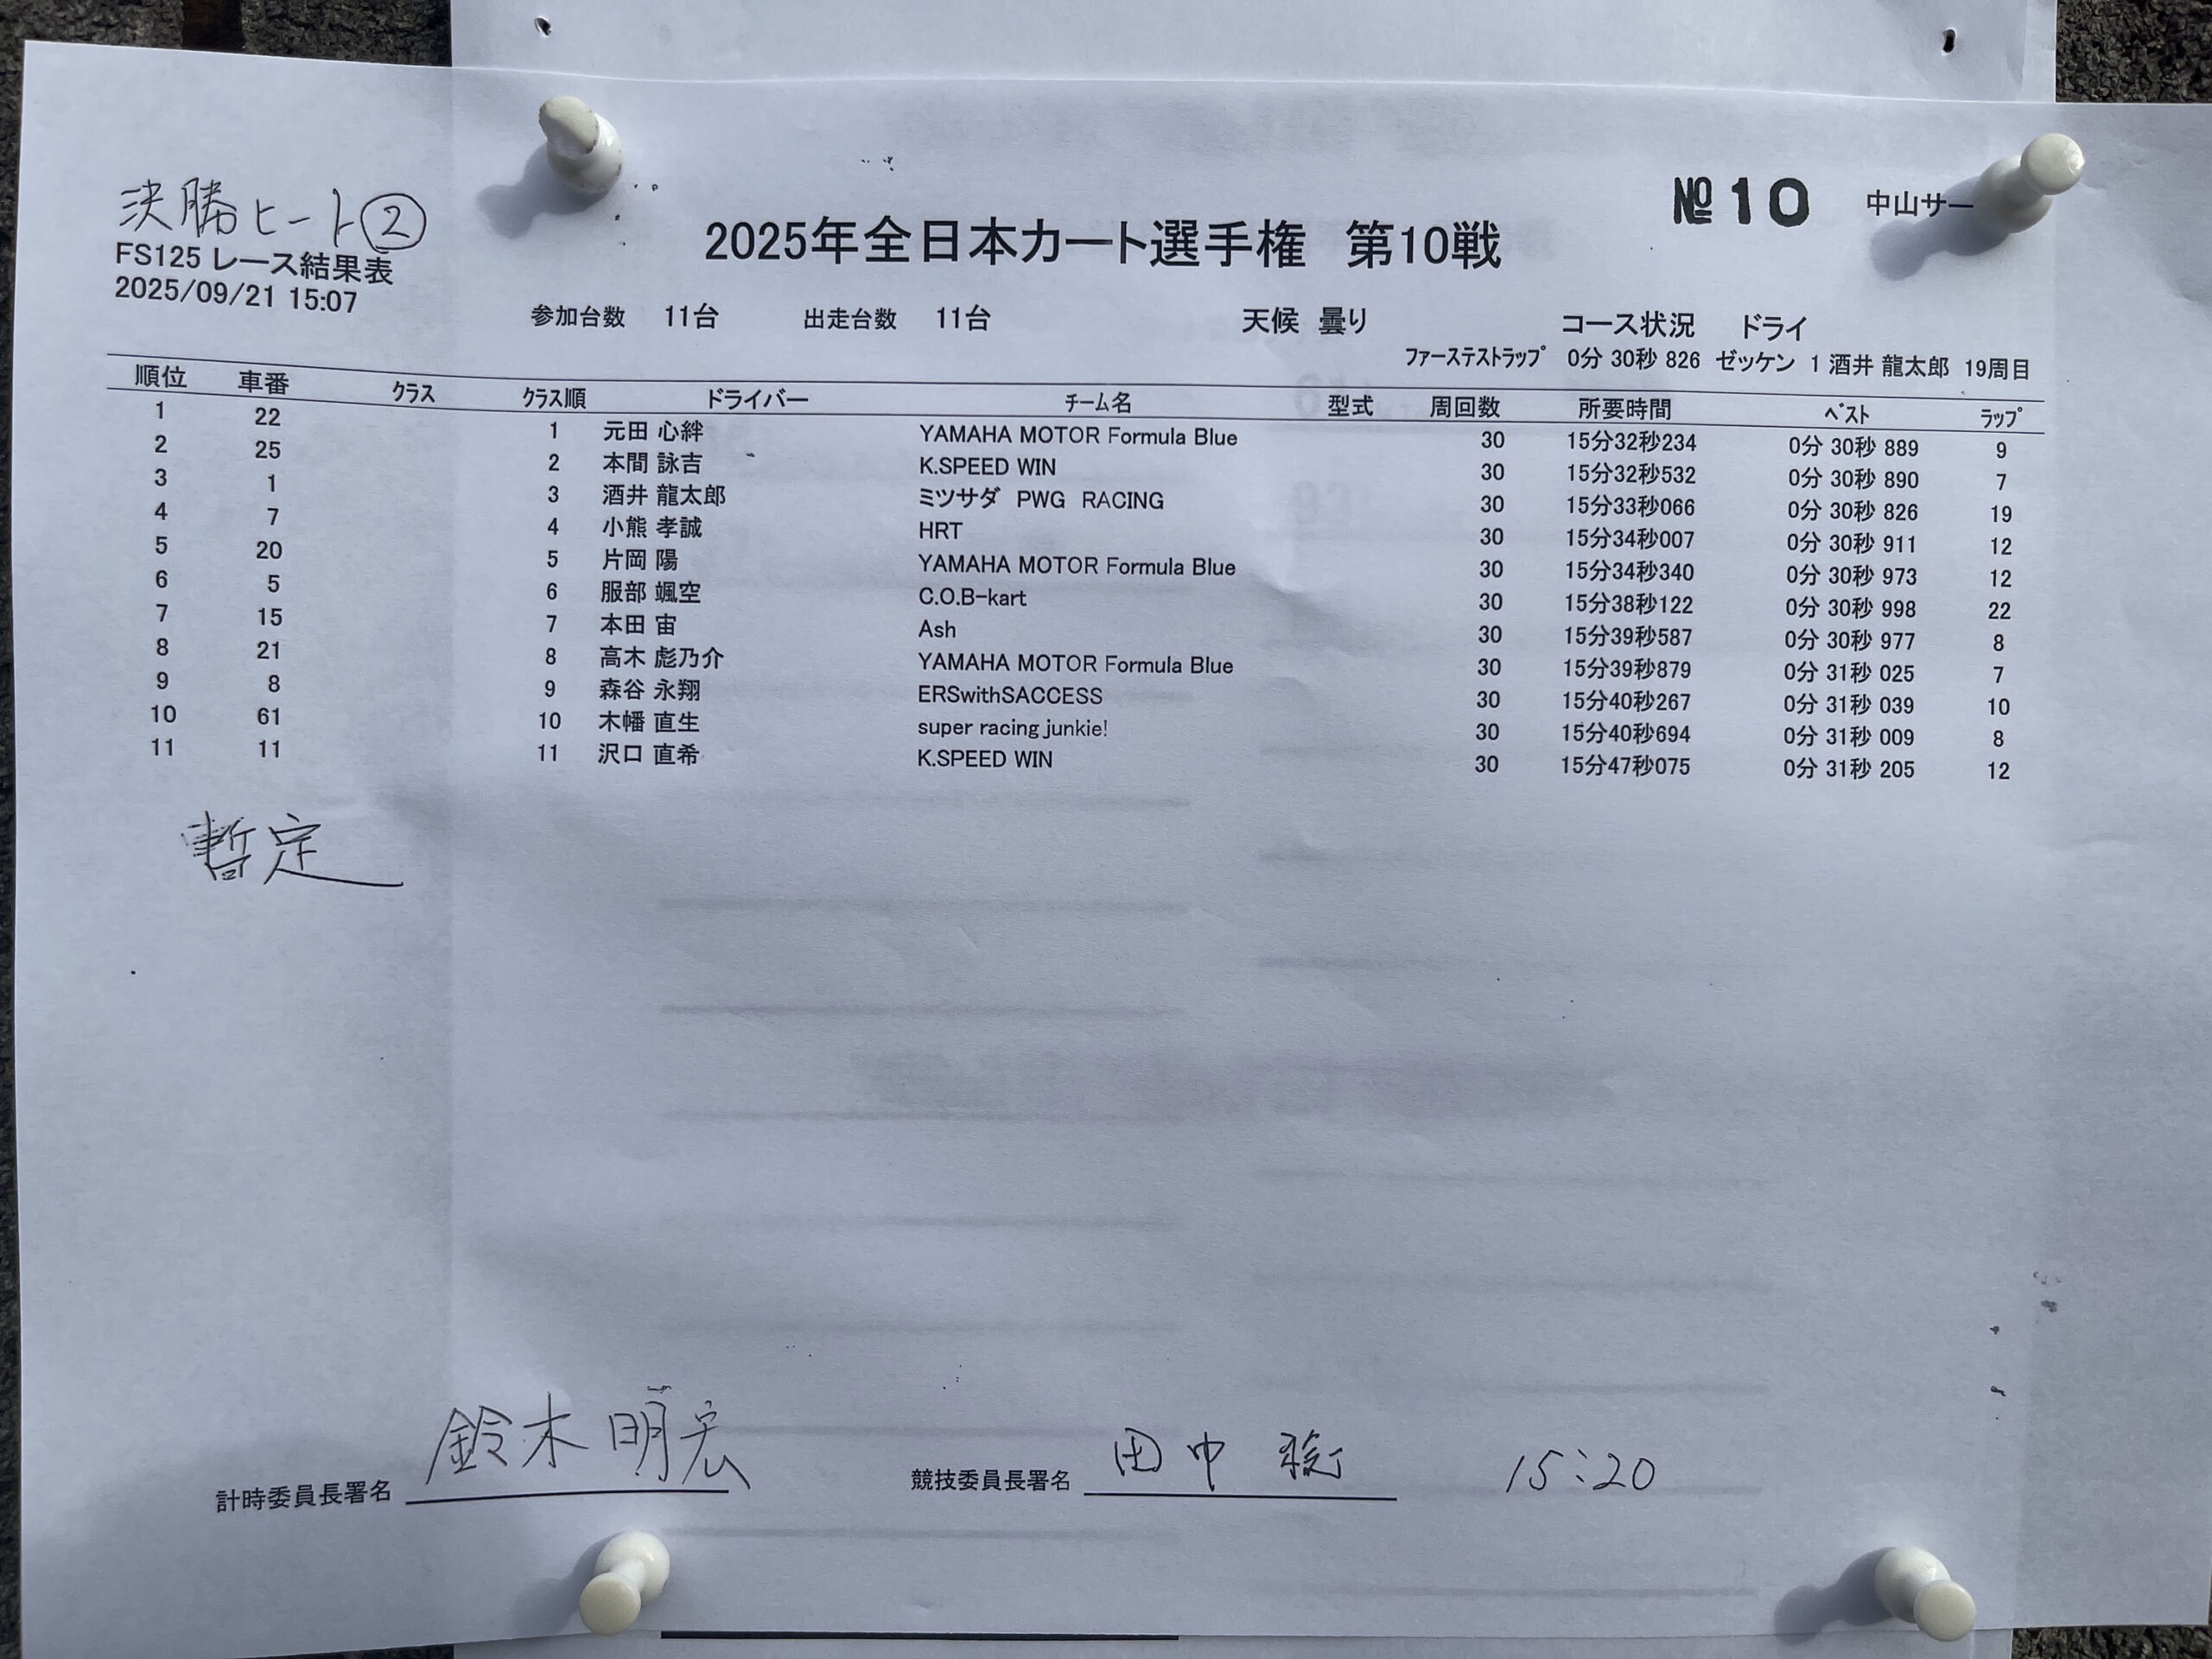 決勝ヒート②
№10 中山サー
FS125 レース結果表
2025年全日本カート選手権 第10戦
2025/09/21 15:07
参加台数 11台 出走台数 11台 天候 曇り コース状況 ドライ
ﾌｧｰｽﾃｽﾄﾗｯﾌﾟ 0分 30秒 826 ゼッケン 1 酒井 龍太郎 19周目
順位 車番 ｸﾗｽ ｸﾗｽ順 ドライバー ﾁｰﾑ名 型式 周回数 所要時間 ﾍﾞｽﾄ ﾗｯﾌﾟ
1 22 1 元田 心絆 YAMAHA MOTOR Formula Blue 30 15分32秒234 0分 30秒 889 9
2 25 2 本間 詠吉 K.SPEED WIN 30 15分32秒532 0分 30秒 890 7
3 1 3 酒井 龍太郎 ミツサダ PWG RACING 30 15分33秒066 0分 30秒 826 19
4 7 4 小熊 孝誠 HRT 30 15分34秒007 0分 30秒 911 12
5 20 5 片岡 陽 YAMAHA MOTOR Formula Blue 30 15分34秒340 0分 30秒 973 12
6 5 6 服部 颯空 C.O.B-kart 30 15分38秒122 0分 30秒 998 22
7 15 7 本田 宙 Ash 30 15分39秒587 0分 30秒 977 8
8 21 8 高木 彪乃介 YAMAHA MOTOR Formula Blue 30 15分39秒879 0分 31秒 025 7
9 8 9 森谷 永翔 ERSwithSACCESS 30 15分40秒267 0分 31秒 039 10
10 61 10 木幡 直生 super racing junkie! 30 15分40秒694 0分 31秒 009 8
11 11 11 沢口 直希 K.SPEED WIN 30 15分47秒075 0分 31秒 205 12
暫定
計時委員長署名 鈴木 明宏 競技委員長署名 田中 15:20